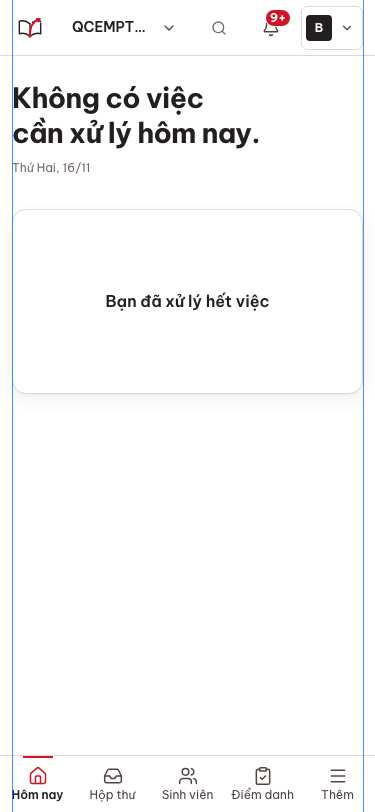 QCEMPT...
9+
B
Không có việc
cần xử lý hôm nay.
Thứ Hai, 16/11
Bạn đã xử lý hết việc
Hôm nay
Hộp thư
Sinh viên
Điểm danh
Thêm